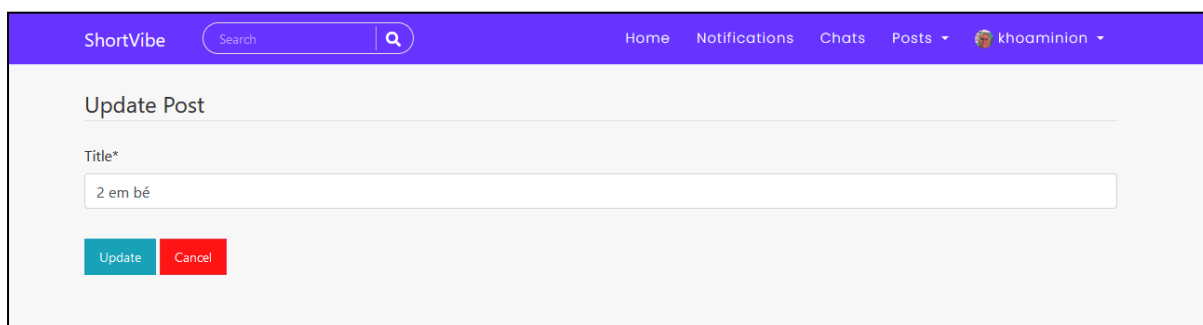 ShortVibe Search Home Notifications Chats Posts khoaminion
Update Post
Title*
2 em bé
Update Cancel